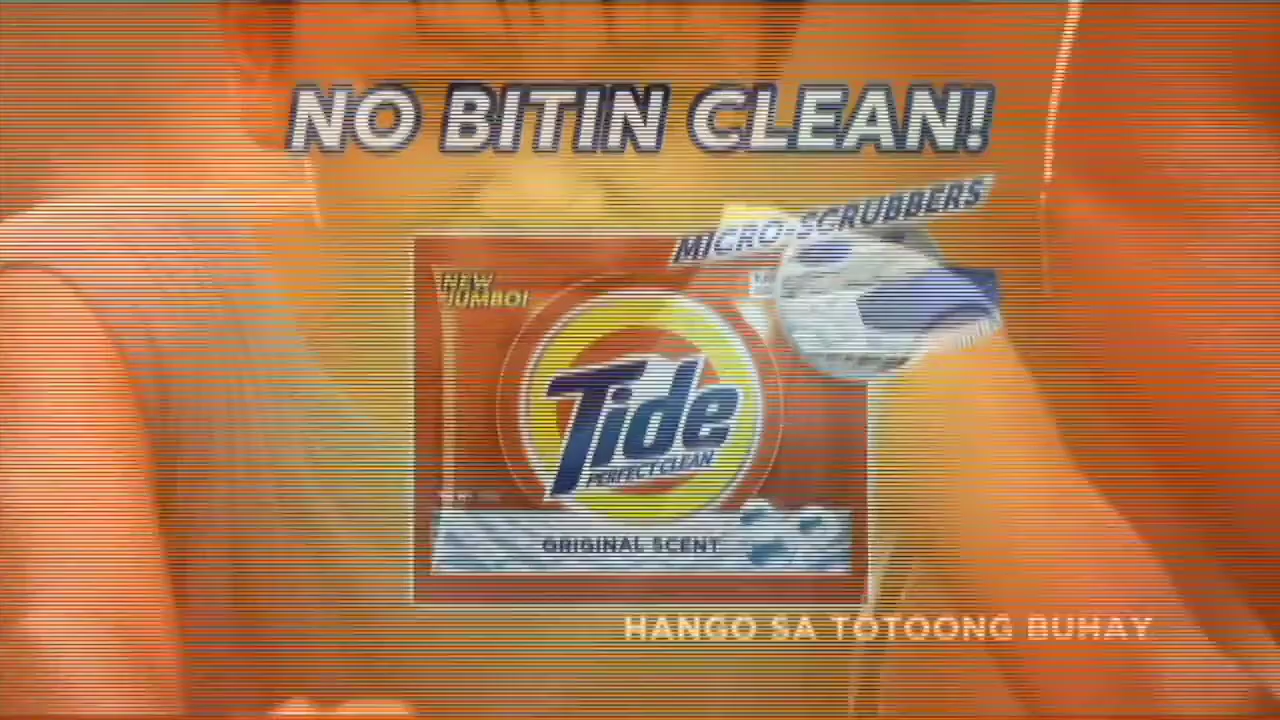 NO BITIN CLEAN!
MICRO-SCRUBBERS
NEW
JUMBO!
Tide
PERFECT CLEAN
ORIGINAL SCENT
HANGO SA TOTOONG BUHAY